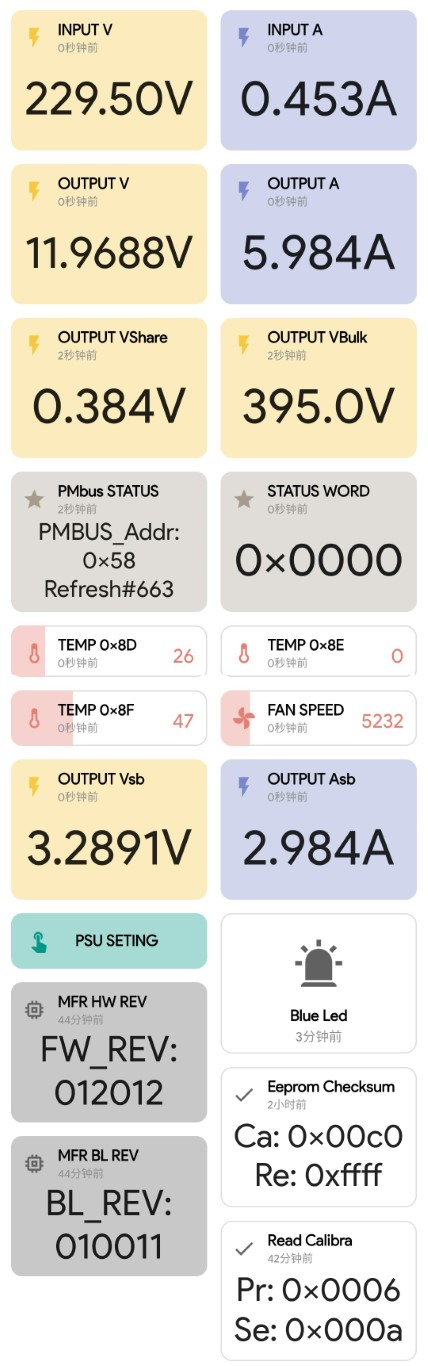 INPUT V
0秒钟前
229.50V
INPUT A
0秒钟前
0.453A
OUTPUT V
0秒钟前
11.9688V
OUTPUT A
0秒钟前
5.984A
OUTPUT VShare
2秒钟前
0.384V
OUTPUT VBulk
2秒钟前
395.0V
PMbus STATUS
2秒钟前
PMBUS_Addr:
0×58
Refresh#663
STATUS WORD
0秒钟前
0×0000
TEMP 0×8D
0秒钟前
26
TEMP 0×8E
0秒钟前
0
TEMP 0×8F
0秒钟前
47
FAN SPEED
0秒钟前
5232
OUTPUT Vsb
0秒钟前
3.2891V
OUTPUT Asb
0秒钟前
2.984A
PSU SETING
Blue Led
3分钟前
MFR HW REV
44分钟前
FW_REV:
012012
Eeprom Checksum
2小时前
Ca: 0×00c0
Re: 0xffff
MFR BL REV
44分钟前
BL_REV:
010011
Read Calibra
42分钟前
Pr: 0×0006
Se: 0×000a